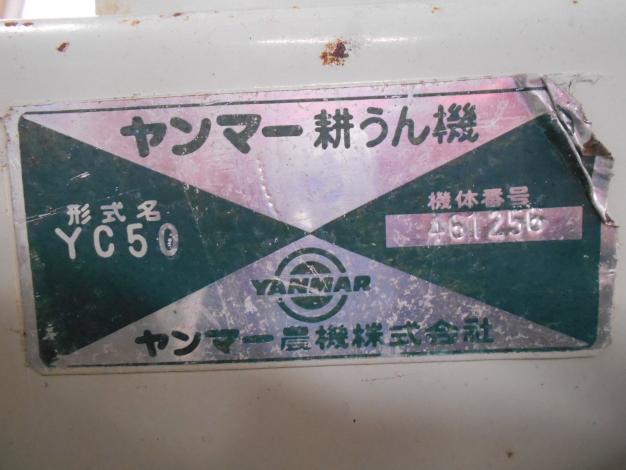 ヤンマー耕うん機
形式名
YC50
機体番号
A61256
YANMAR
ヤンマー農機株式会社